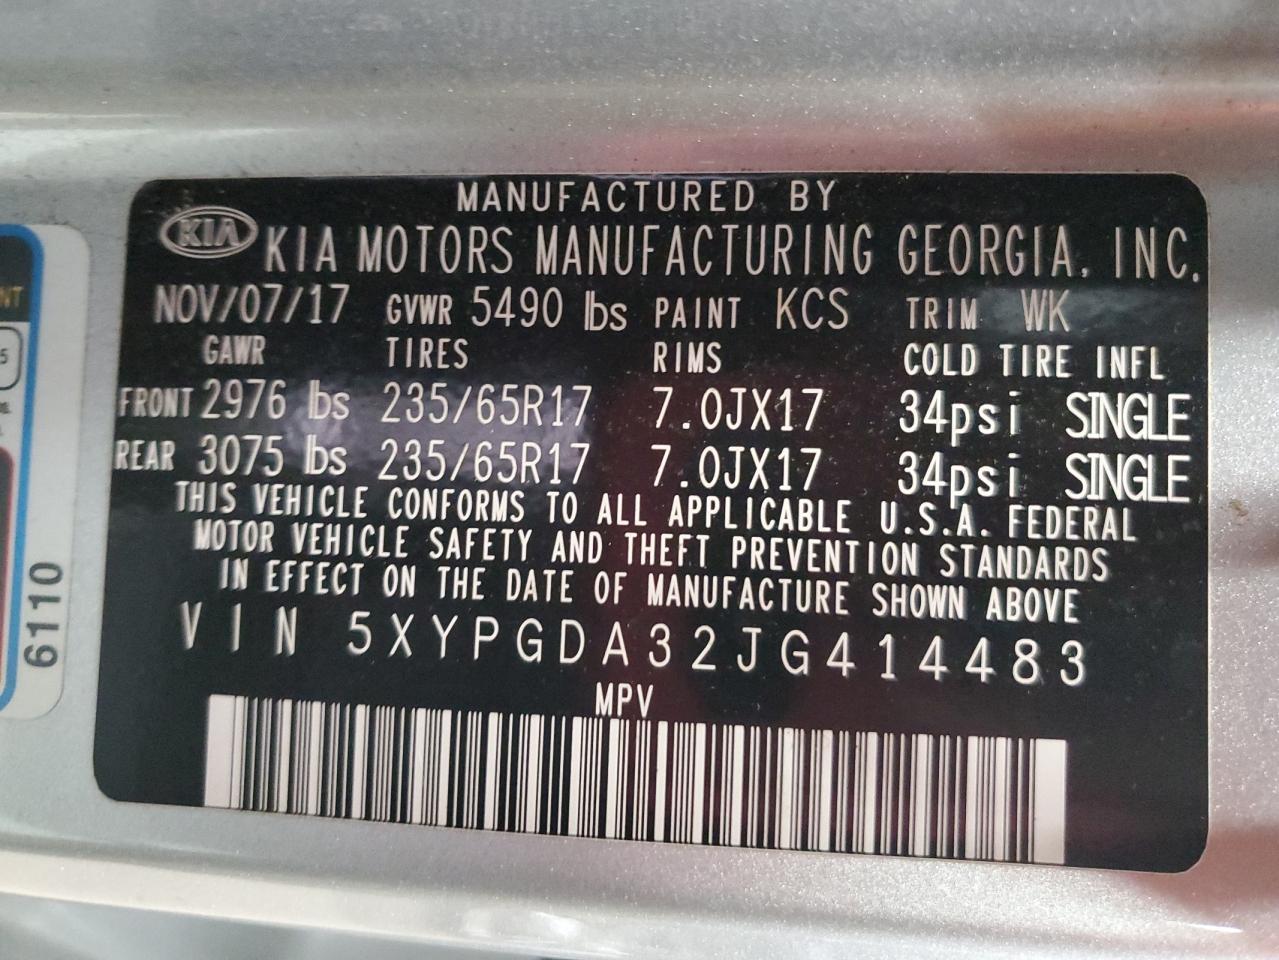 MANUFACTURED BY
KIA KIA MOTORS MANUFACTURING GEORGIA, INC.
NOV/07/17 GVWR 5490 lbs PAINT KCS TRIM WK
GAWR TIRES RIMS COLD TIRE INFL
FRONT 2976 lbs 235/65R17 7.0JX17 34psi SINGLE
REAR 3075 lbs 235/65R17 7.0JX17 34psi SINGLE
THIS VEHICLE CONFORMS TO ALL APPLICABLE U.S.A. FEDERAL
MOTOR VEHICLE SAFETY AND THEFT PREVENTION STANDARDS
IN EFFECT ON THE DATE OF MANUFACTURE SHOWN ABOVE
VIN 5XYPGDA32JG414483
MPV
6110